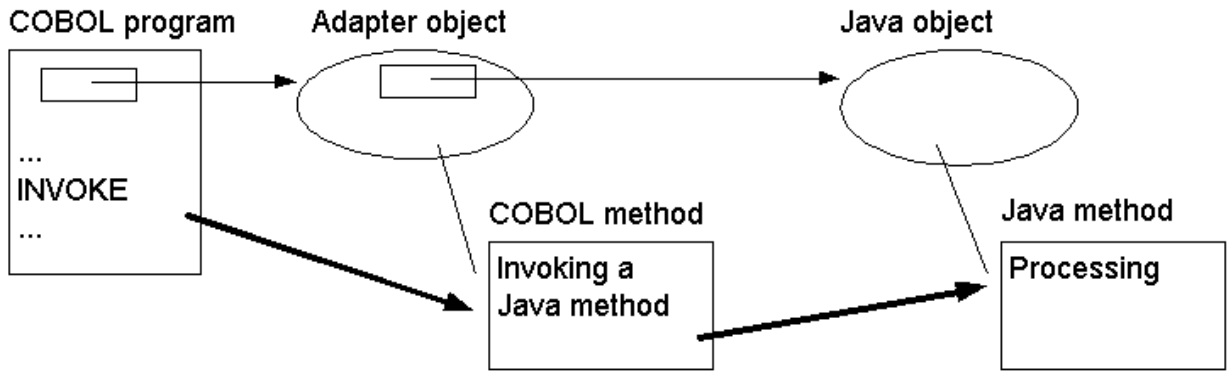 COBOL program
Adapter object
Java object
...
INVOKE
...
COBOL method
Invoking a
Java method
Java method
Processing